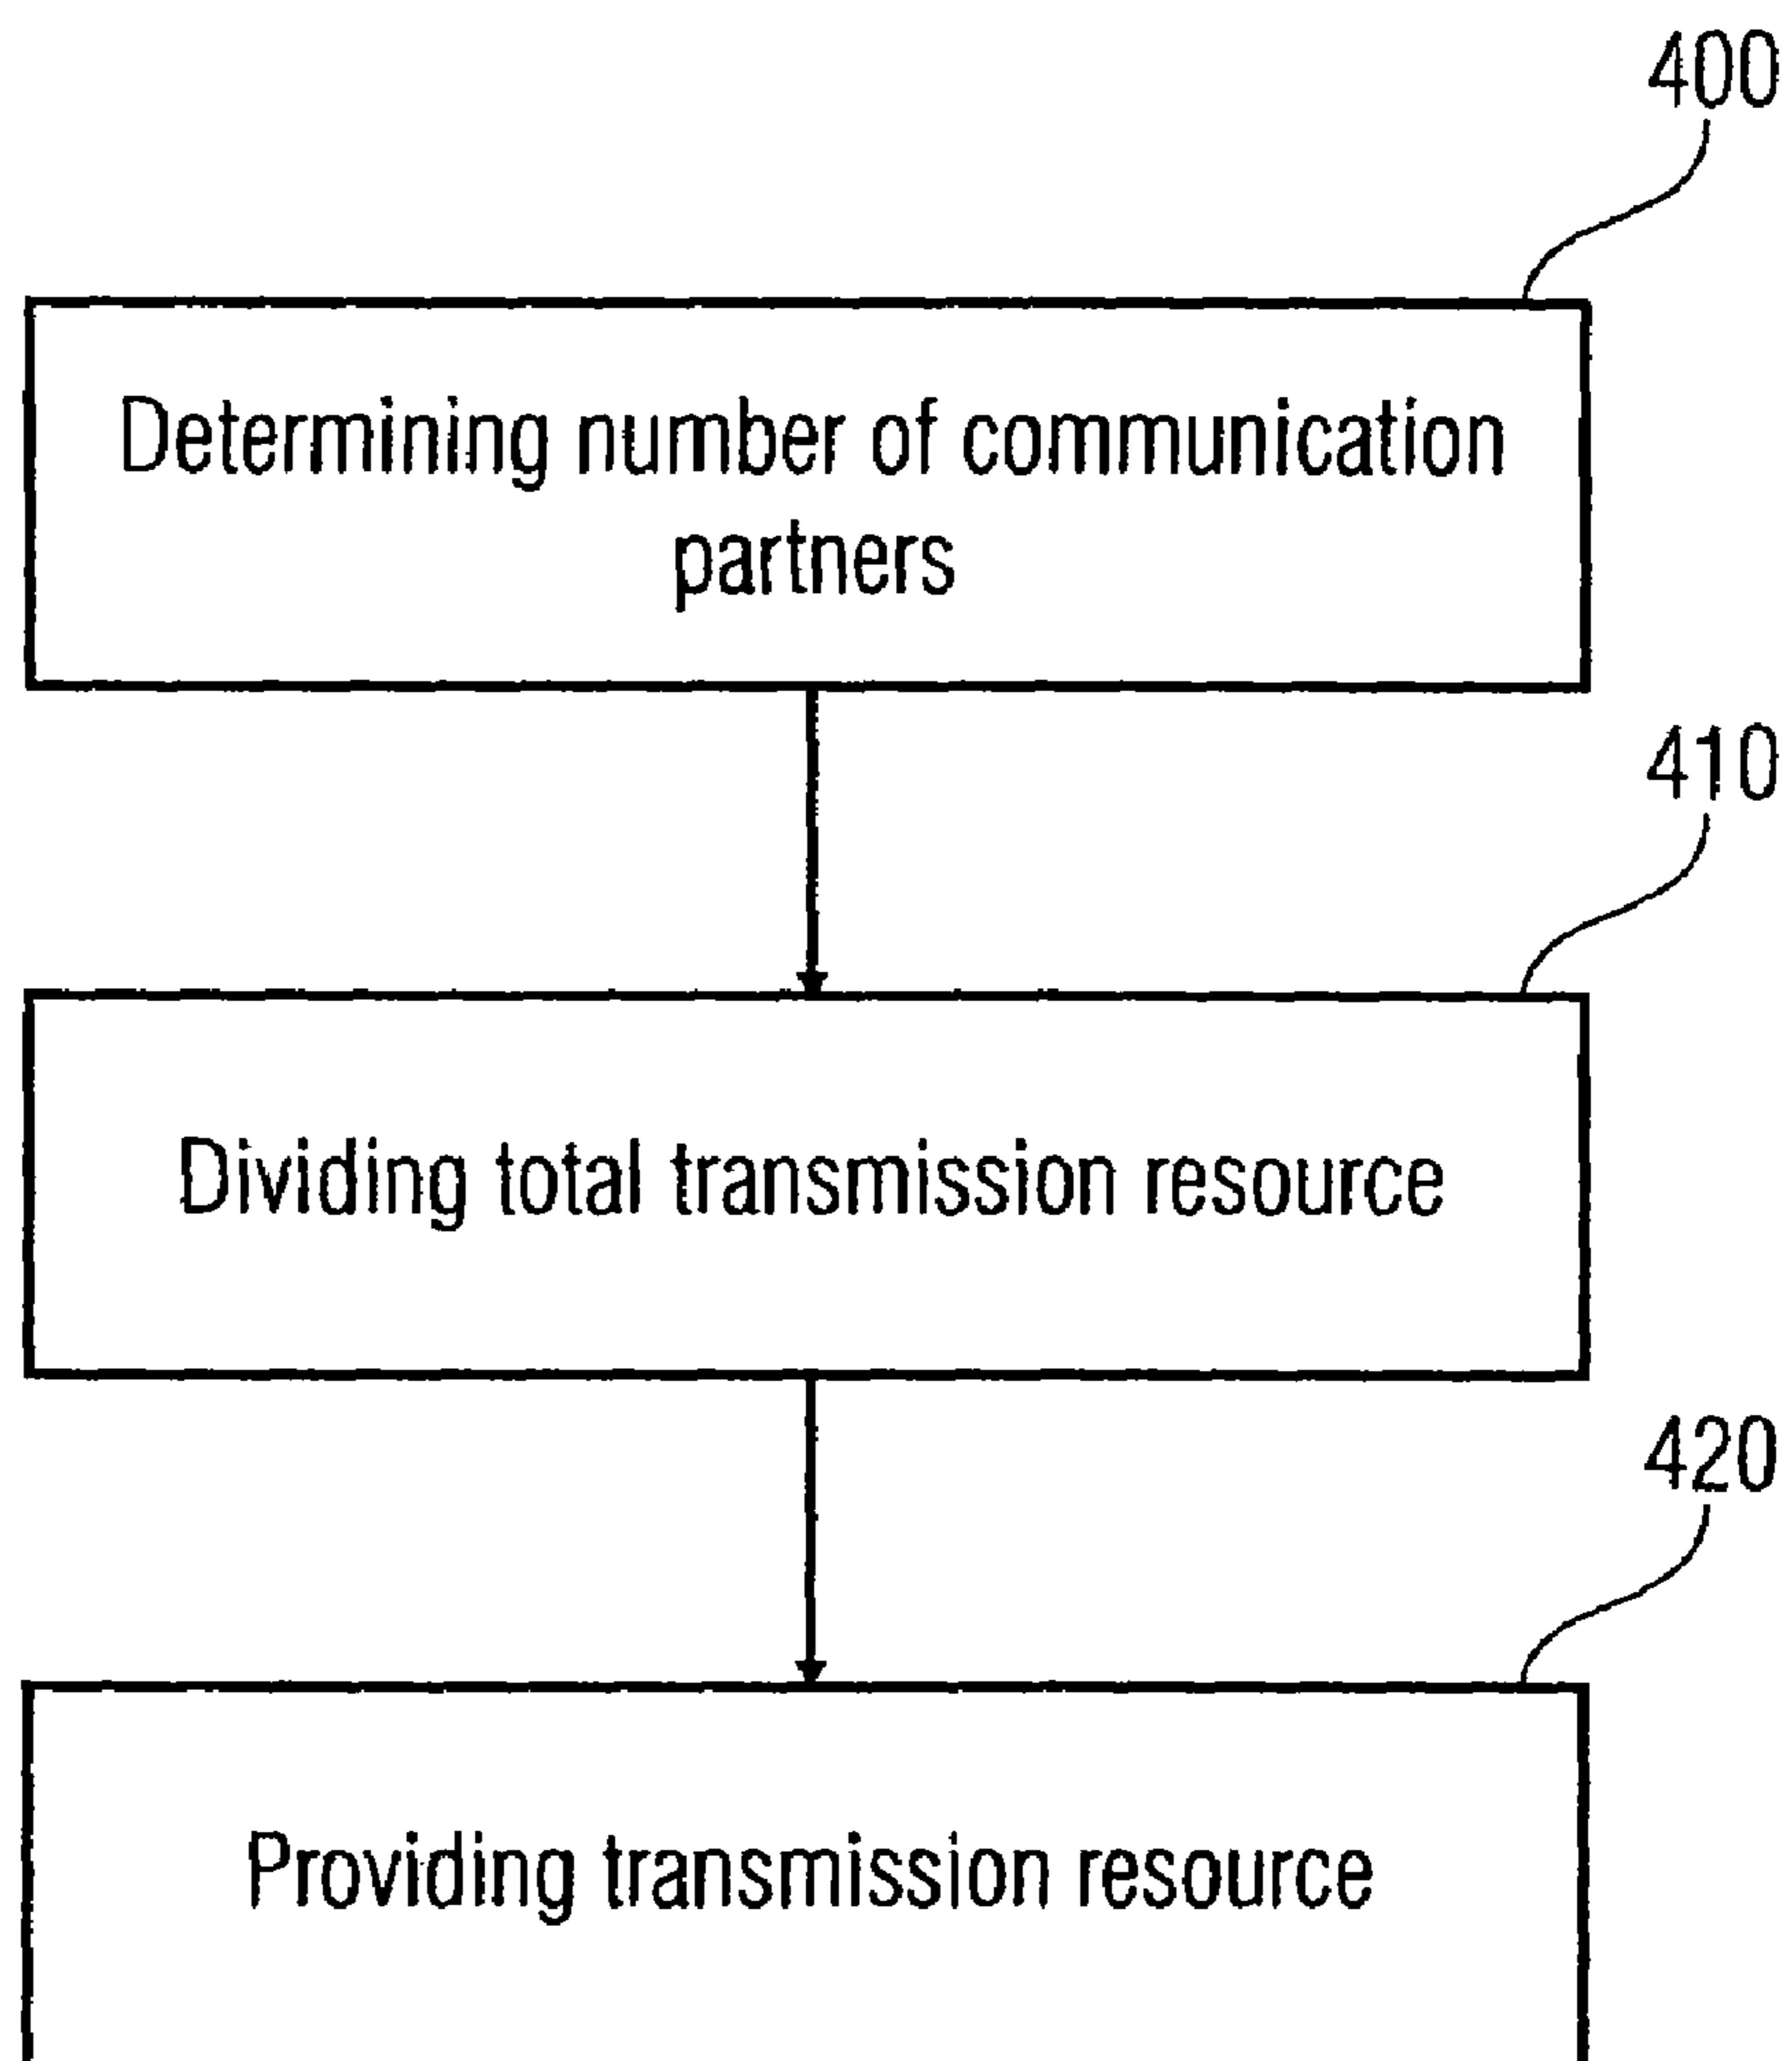 400
Determining number of communication
partners
410
Dividing total transmission resource
420
Providing transmission resource